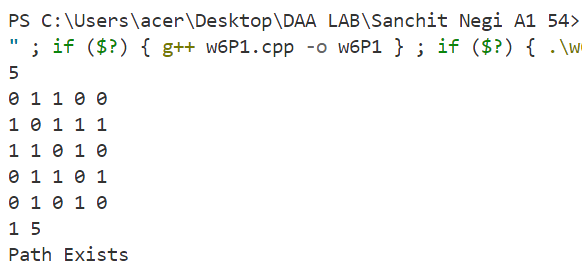 PS C:\Users\acer\Desktop\DAA LAB\Sanchit Negi A1 54>
" ; if ($?) { g++ w6P1.cpp -o w6P1 } ; if ($?) { .\w
5
0 1 1 0 0
1 0 1 1 1
1 1 0 1 0
0 1 1 0 1
0 1 0 1 0
1 5
Path Exists